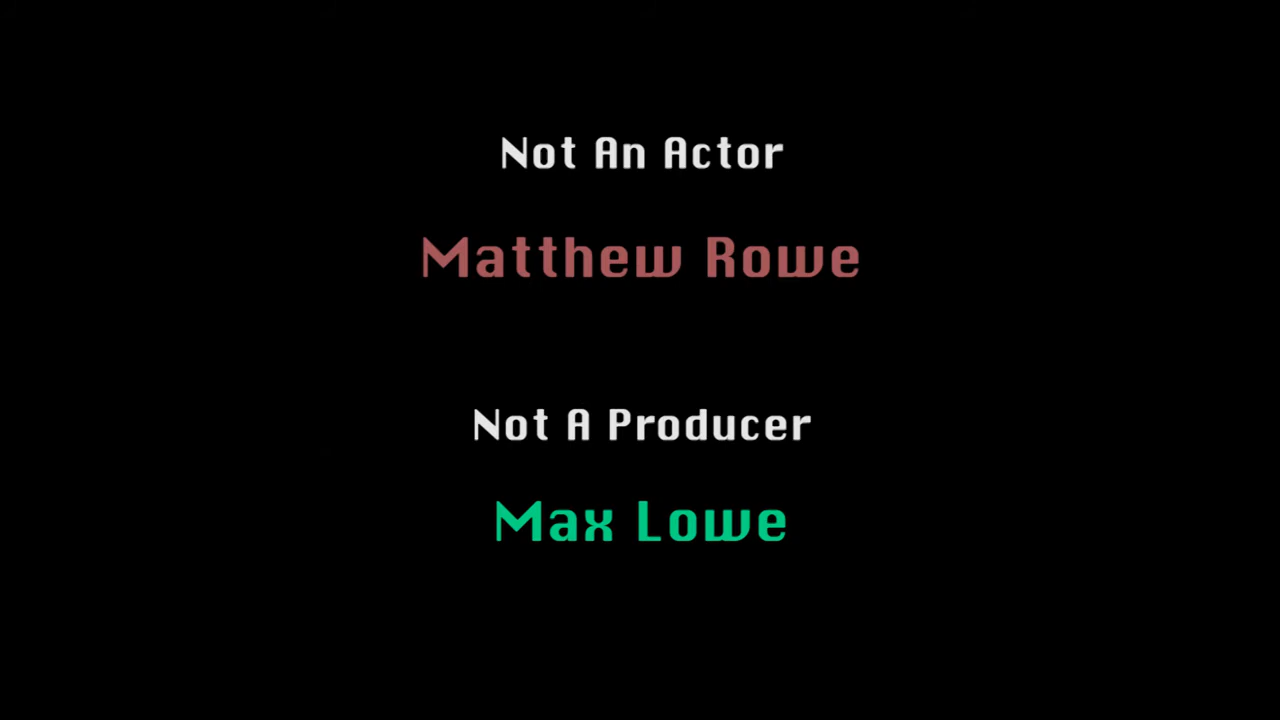 Not An Actor
Matthew Rowe
Not A Producer
Max Lowe